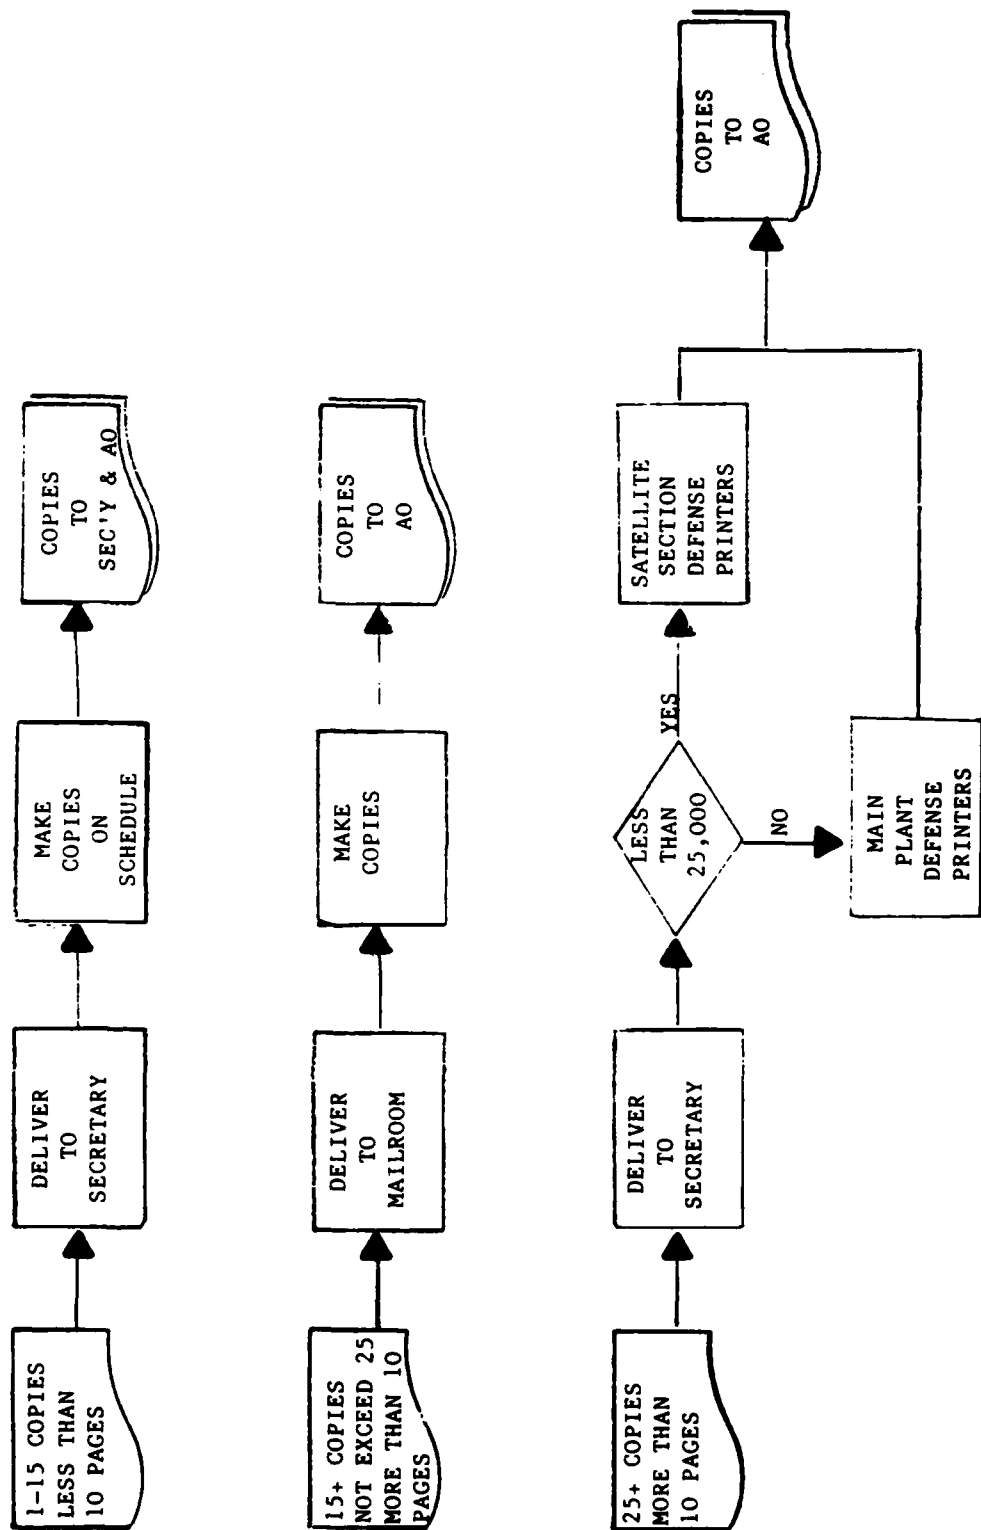 1-15 COPIES
LESS THAN
10 PAGES
DELIVER
TO
SECRETARY
MAKE
COPIES
ON
SCHEDULE
COPIES
TO
SEC'Y & AO
15+ COPIES
NOT EXCEED 25
MORE THAN 10
PAGES
DELIVER
TO
MAILROOM
MAKE
COPIES
COPIES
TO
AO
25+ COPIES
MORE THAN
10 PAGES
DELIVER
TO
SECRETARY
LESS
THAN
25,000
YES
NO
SATELLITE
SECTION
DEFENSE
PRINTERS
MAIN
PLANT
DEFENSE
PRINTERS
COPIES
TO
AO